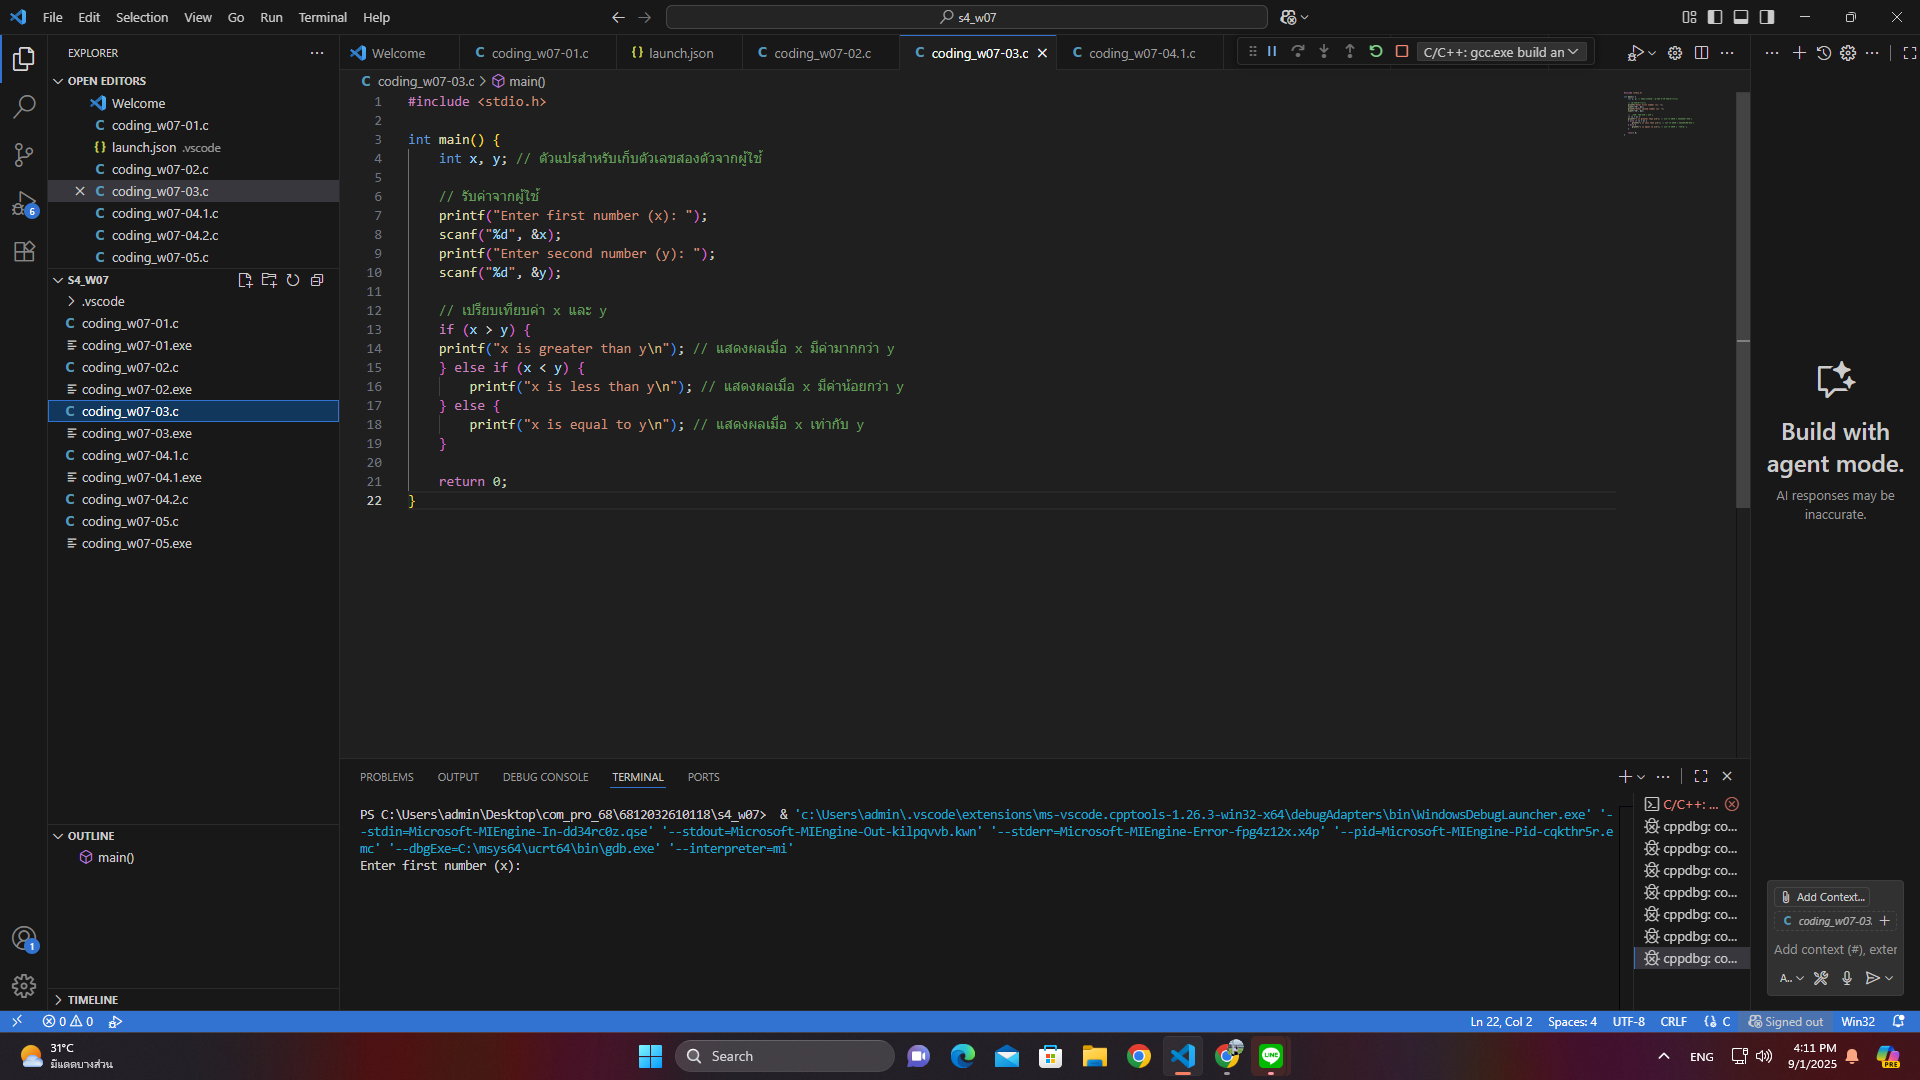 File Edit Selection View Go Run Terminal Help
s4_w07
EXPLORER
OPEN EDITORS
Welcome
coding_w07-01.c
launch.json .vscode
coding_w07-02.c
coding_w07-03.c
coding_w07-04.1.c
coding_w07-04.2.c
coding_w07-05.c
S4_W07
.vscode
coding_w07-01.c
coding_w07-01.exe
coding_w07-02.c
coding_w07-02.exe
coding_w07-03.c
coding_w07-03.exe
coding_w07-04.1.c
coding_w07-04.1.exe
coding_w07-04.2.c
coding_w07-05.c
coding_w07-05.exe
OUTLINE
main()
TIMELINE
6
1
Welcome coding_w07-01.c launch.json coding_w07-02.c coding_w07-03.c coding_w07-04.1.c C/C++: gcc.exe build an
coding_w07-03.c > main()
1 #include <stdio.h>
2
3 int main() {
4 int x, y; // ตัวแปรสำหรับเก็บตัวเลขสองตัวจากผู้ใช้
5
6 // รับค่าจากผู้ใช้
7 printf("Enter first number (x): ");
8 scanf("%d", &x);
9 printf("Enter second number (y): ");
10 scanf("%d", &y);
11
12 // เปรียบเทียบค่า x และ y
13 if (x > y) {
14 printf("x is greater than y\n"); // แสดงผลเมื่อ x มีค่ามากกว่า y
15 } else if (x < y) {
16 printf("x is less than y\n"); // แสดงผลเมื่อ x มีค่าน้อยกว่า y
17 } else {
18 printf("x is equal to y\n"); // แสดงผลเมื่อ x เท่ากับ y
19 }
20
21 return 0;
22 }
PROBLEMS OUTPUT DEBUG CONSOLE TERMINAL PORTS
PS C:\Users\admin\Desktop\com_pro_68\6812032610118\s4_w07>  & 'c:\Users\admin\.vscode\extensions\ms-vscode.cpptools-1.26.3-win32-x64\debugAdapters\bin\WindowsDebugLauncher.exe' '-
-stdin=Microsoft-MIEngine-In-dd34rc0z.qse' '--stdout=Microsoft-MIEngine-Out-kilpqvvb.kwn' '--stderr=Microsoft-MIEngine-Error-fpg4z12x.x4p' '--pid=Microsoft-MIEngine-Pid-cqkthr5r.e
mc' '--dbgExe=C:\msys64\ucrt64\bin\gdb.exe' '--interpreter=mi'
Enter first number (x):
C/C++: ...
cppdbg: co...
cppdbg: co...
cppdbg: co...
cppdbg: co...
cppdbg: co...
cppdbg: co...
cppdbg: co...
Build with
agent mode.
AI responses may be
inaccurate.
Add Context...
coding_w07-03.
Add context (#), exter
A..
0 0
Ln 22, Col 2 Spaces: 4 UTF-8 CRLF {} C Signed out Win32
31°C
มีแดดบางส่วน
Search
LINE
ENG
4:11 PM
9/1/2025
PRE